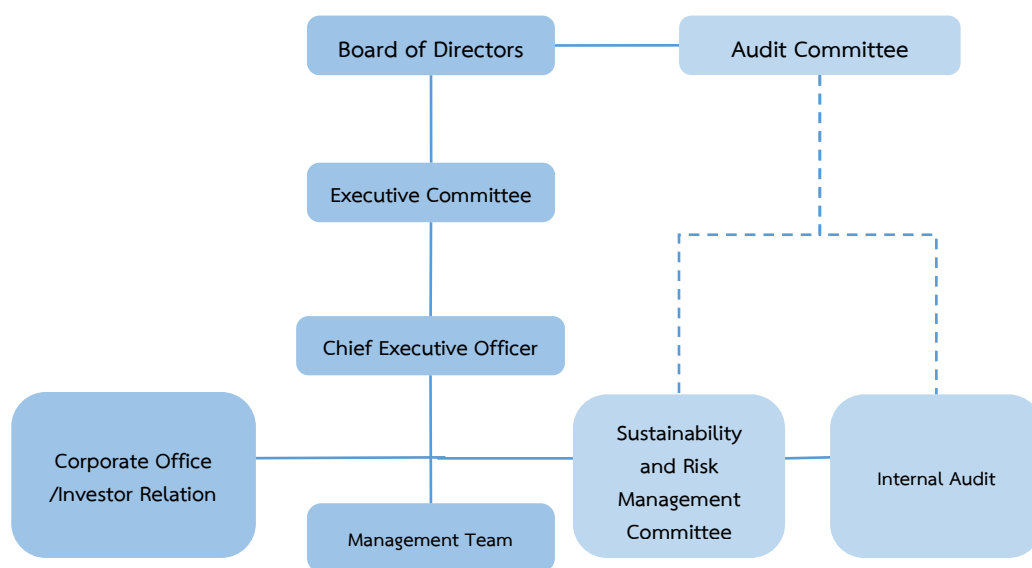 Board of Directors
Audit Committee
Executive Committee
Chief Executive Officer
Corporate Office
/Investor Relation
Sustainability
and Risk
Management
Committee
Internal Audit
Management Team